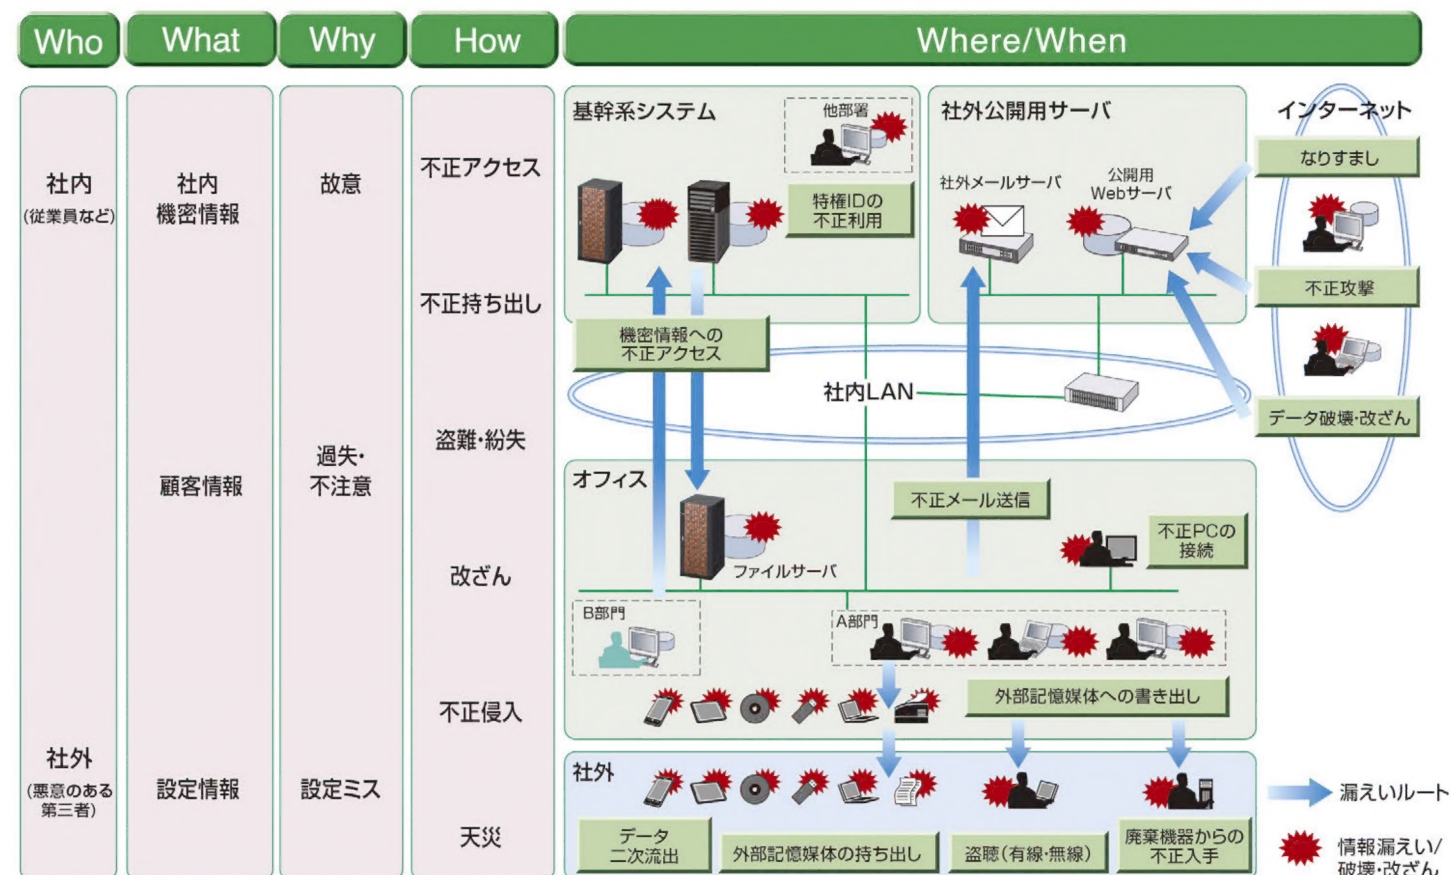 Who
What
Why
How
Where/When
社内
(従業員など)
社外
(悪意のある
第三者)
社内
機密情報
顧客情報
設定情報
故意
過失・
不注意
設定ミス
不正アクセス
不正持ち出し
盗難・紛失
改ざん
不正侵入
天災
基幹系システム
他部署
特権IDの
不正利用
機密情報への
不正アクセス
社外公開用サーバ
社外メールサーバ
公開用
Webサーバ
インターネット
なりすまし
不正攻撃
データ破壊・改ざん
社内LAN
オフィス
ファイルサーバ
不正メール送信
不正PCの
接続
B部門
A部門
外部記憶媒体への書き出し
社外
データ
二次流出
外部記憶媒体の持ち出し
盗聴(有線・無線)
廃棄機器からの
不正入手
漏えいルート
情報漏えい/
破壊・改ざん